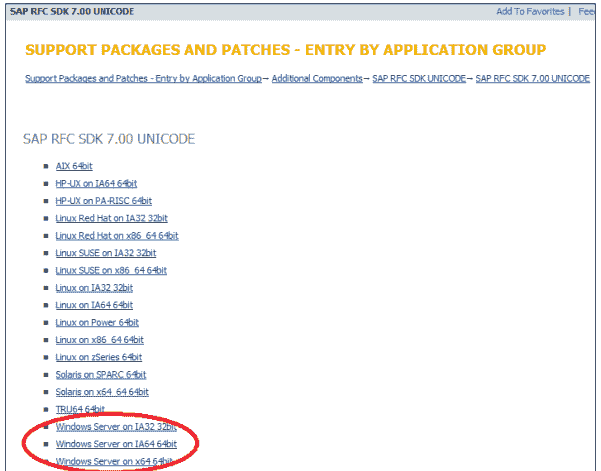 SAP RFC SDK 7.00 UNICODE Add To Favorites |
SUPPORT PACKAGES AND PATCHES - ENTRY BY APPLICATION GROUP
Support Packages and Patches - Entry by Application Group→ Additional Components→ SAP RFC SDK UNICODE→ SAP RFC SDK 7.00 UNICODE
SAP RFC SDK 7.00 UNICODE
AIX 64bit
HP-UX on IA64 64bit
HP-UX on PA-RISC 64bit
Linux Red Hat on IA32 32bit
Linux Red Hat on x86_64 64bit
Linux SUSE on IA32 32bit
Linux SUSE on x86_64 64bit
Linux on IA32 32bit
Linux on IA64 64bit
Linux on Power 64bit
Linux on x86_64 64bit
Linux on zSeries 64bit
Solaris on SPARC 64bit
Solaris on x64_64 64bit
TRU64 64bit
Windows Server on IA32 32bit
Windows Server on IA64 64bit
Windows Server on x64 64bit